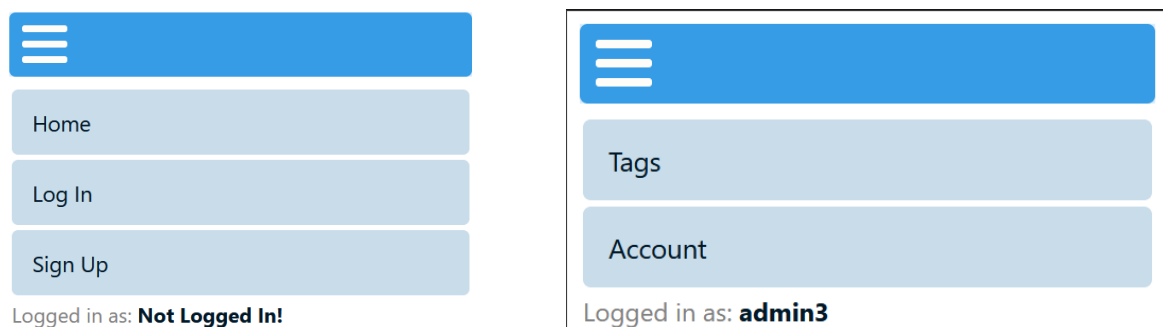 Home
Log In
Sign Up
Logged in as: Not Logged In!
Tags
Account
Logged in as: admin3